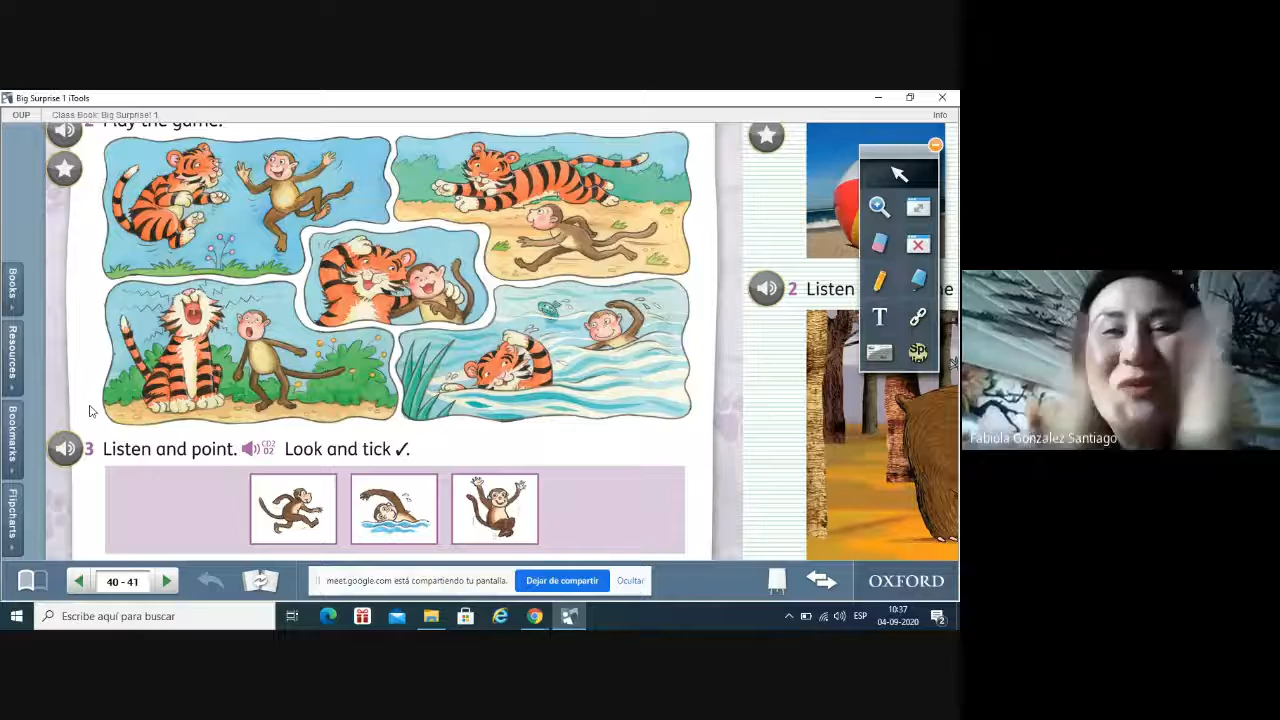 Big Surprise 1 iTools
OUP Class Book: Big Surprise! 1 Info
2 Play the game.
Books
Resources
Bookmarks
Flipcharts
T
3 Listen and point. CD2 02 Look and tick ✓.
2 Listen
40 - 41
meet.google.com está compartiendo tu pantalla. Dejar de compartir Ocultar
OXFORD
Escribe aquí para buscar
ESP
10:37
04-09-2020
2
Fabiola Gonzalez Santiago